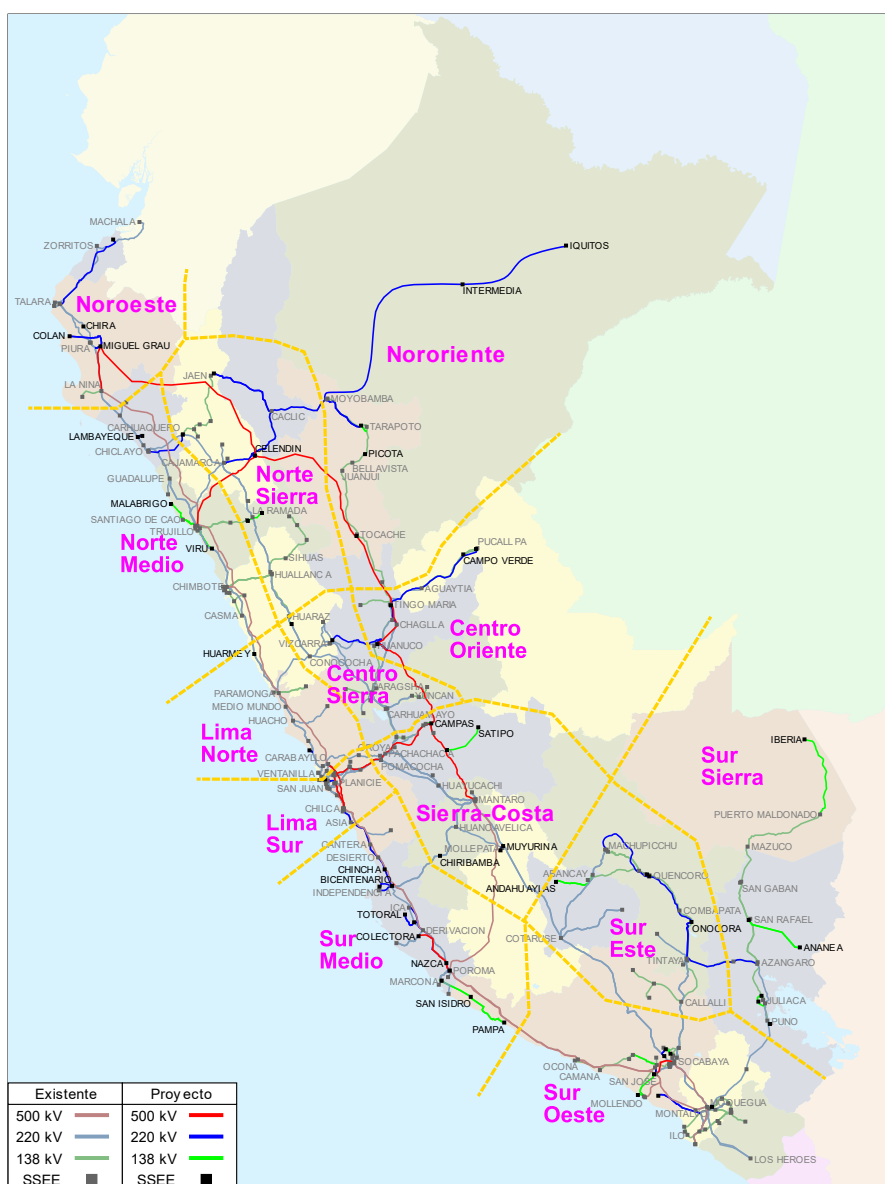 MACHALA
ZORRITOS
IQUITOS
INTERMEDIA
TALARA
Noroeste
CHIRA
COLAN
MIGUEL GRAU
PIURA
Nororiente
JAEN
LA NINA
MOYOBAMBA
CACLIC
CARHUAQUERO
TARAPOTO
LAMBAYEQUE
CHICLAYO
CELENDIN
PICOTA
CAJAMARCA
BELLAVISTA
JUANJUI
GUADALUPE
Norte
Sierra
MALABRIGO
LA RAMADA
SANTIAGO DE CAO
TRUJILLO
TOCACHE
Norte
Medio
VIRU
PUCALLPA
CAMPO VERDE
SIHUAS
HUALLANCA
CHIMBOTE
AGUAYTIA
TINGO MARIA
CASMA
HUARAZ
CHAGLLA
Centro
Oriente
VIZCARRA
HUANUCO
HUARMEY
CONOCOCHA
Centro
Sierra
PARAGSHA
YUNCAN
PARAMONGA
MEDIO MUNDO
CARHUAMAYO
HUACHO
CAMPAS
SATIPO
Lima
Norte
IBERIA
Sur
Sierra
OROYA
CARABAYLLO
PACHACHACA
POMACOCHA
VENTANILLA
PLANICIE
SAN JUAN
HUAYUCACHI
MANTARO
CHILCA
Sierra-Costa
PUERTO MALDONADO
ASIA
Lima
Sur
HUANCAVELICA
CANTERA
MOLLEPATA
MUYURINA
MACHUPICCHU
MAZUCO
DESIERTO
CHIRIBAMBA
CHINCHA
ABANCAY
QUENCORO
BICENTENARIO
ANDAHUAYLAS
SAN GABAN
INDEPENDENCIA
ICA
COMBAPATA
TOTORAL
ONOCORA
SAN RAFAEL
Sur
Este
DERIVACION
COLECTORA
COTARUSE
ANANEA
Sur
Medio
NAZCA
TINTAYA
AZANGARO
POROMA
MARCONA
SAN ISIDRO
CALLALLI
JULIACA
PUNO
PAMPA
OCOÑA
CAMANA
SOCABAYA
SAN JOSE
Sur
Oeste
MOLLENDO
MOQUEGUA
MONTALVO
ILO
LOS HEROES
Existente Proyecto
500 kV 500 kV
220 kV 220 kV
138 kV 138 kV
SSEE SSEE